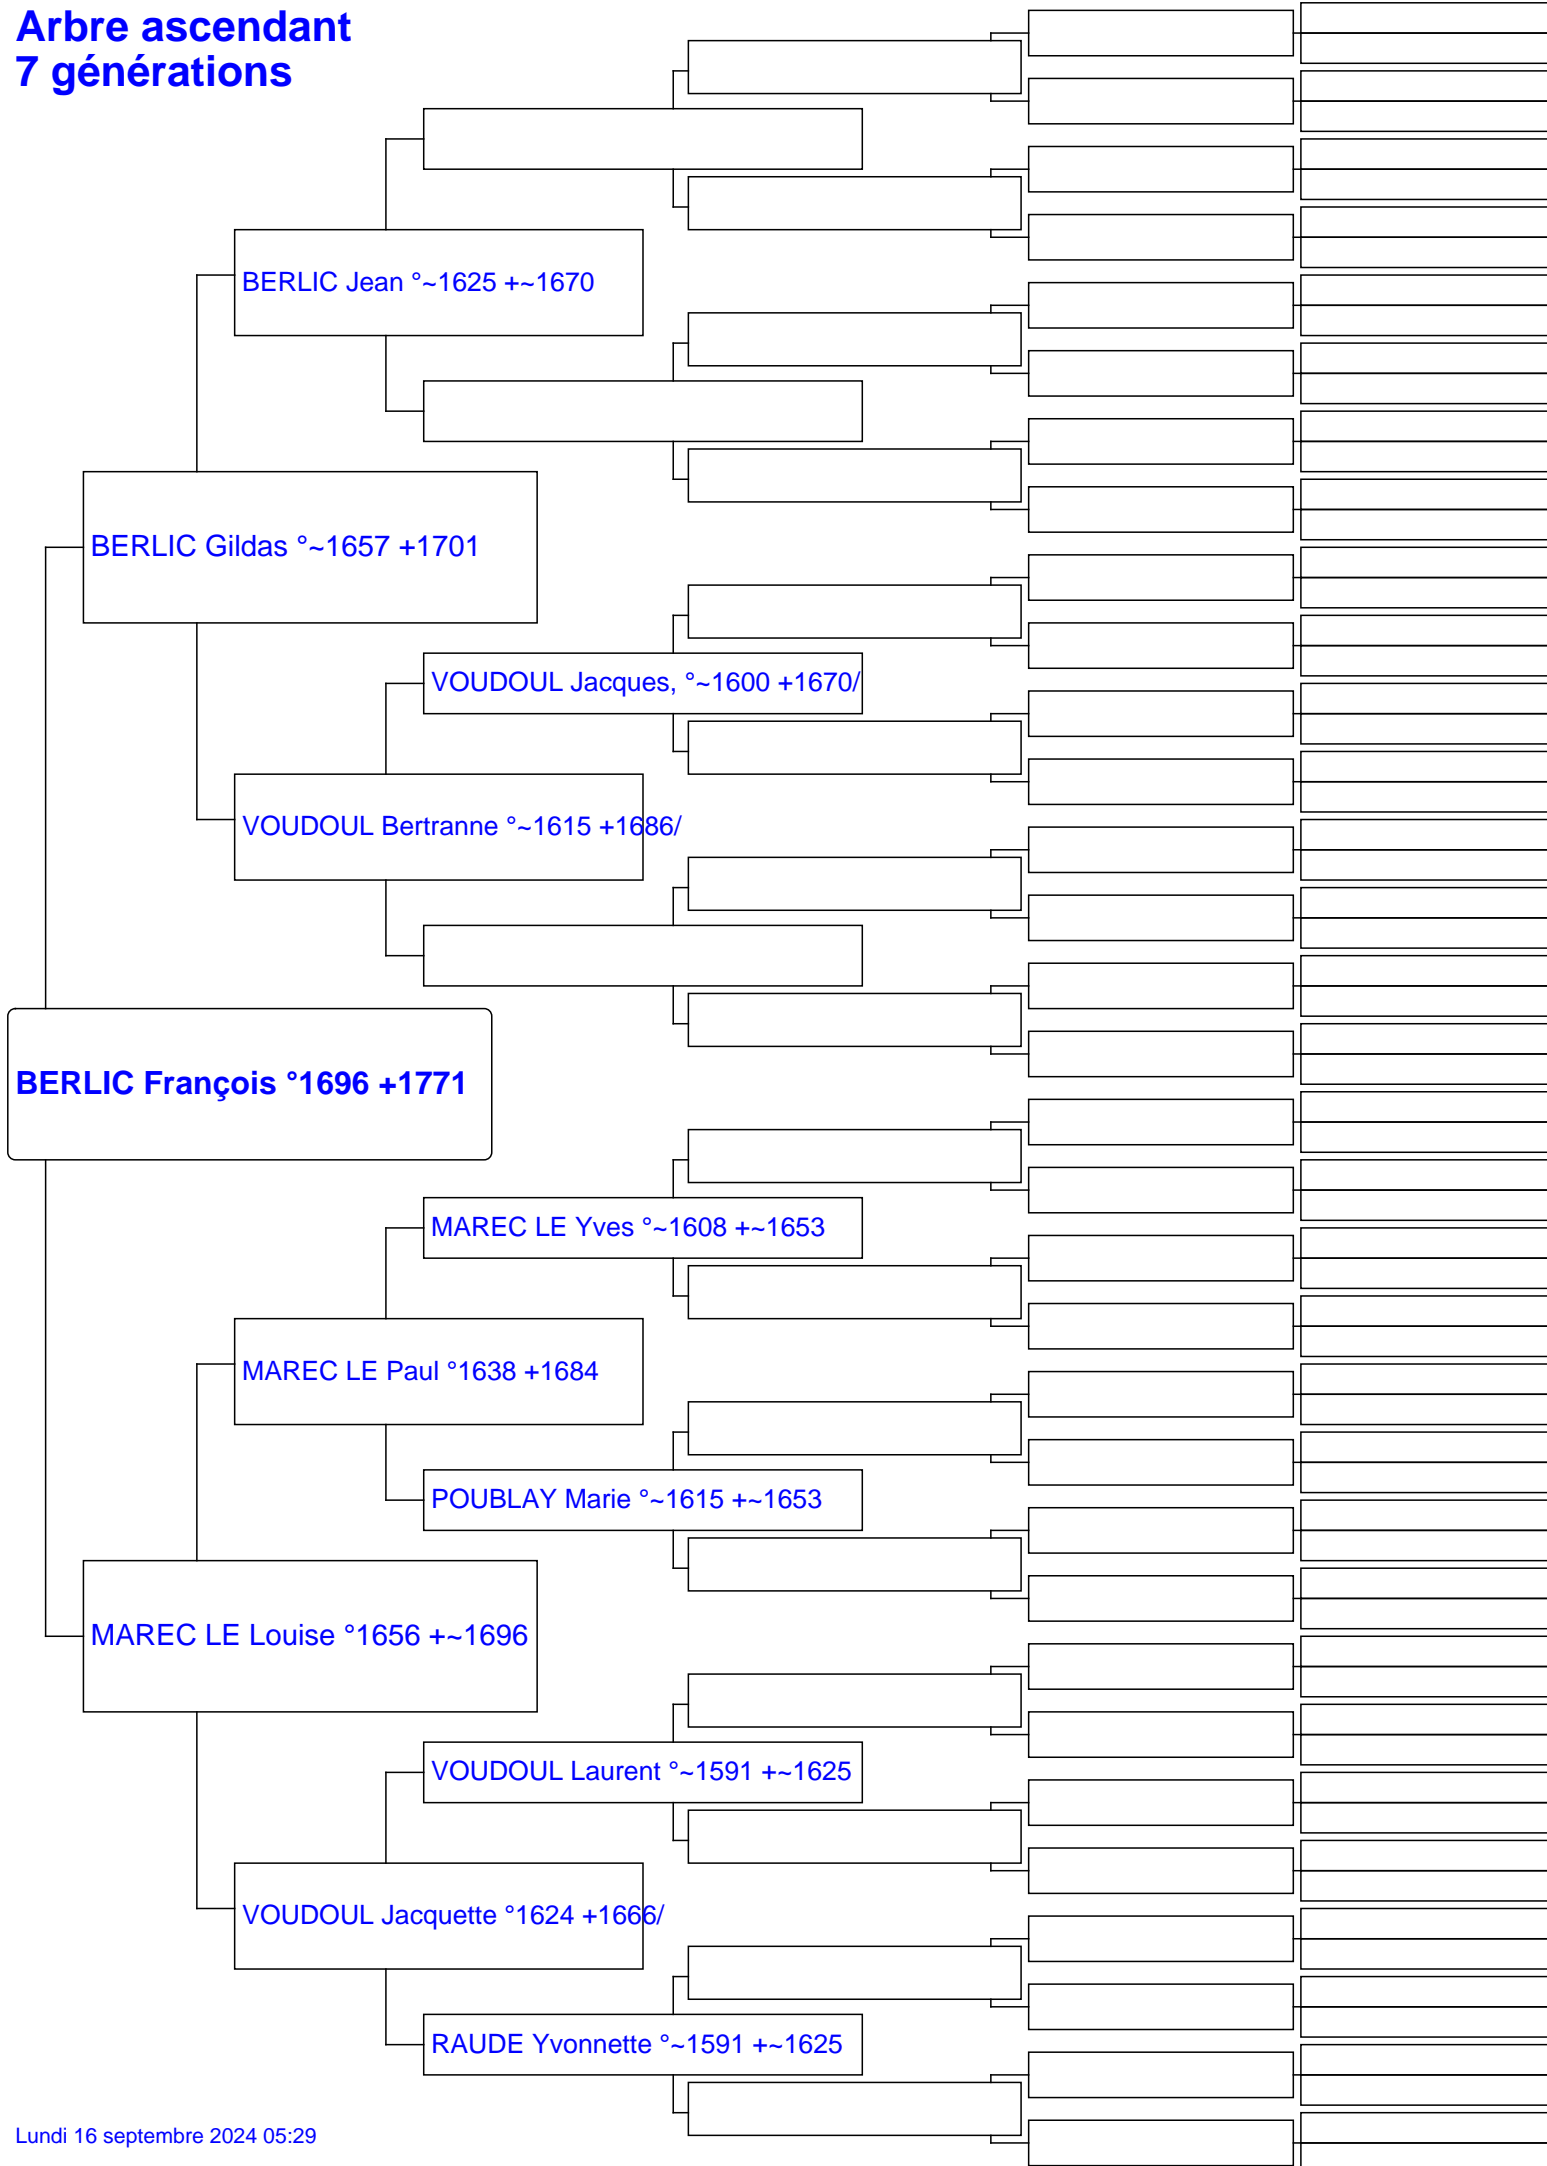 Arbre ascendant
7 générations
BERLIC Jean °~1625 +~1670
BERLIC Gildas °~1657 +1701
VOUDOUL Jacques, °~1600 +1670/
VOUDOUL Bertranne °~1615 +1686/
BERLIC François °1696 +1771
MAREC LE Yves °~1608 +~1653
MAREC LE Paul °1638 +1684
POUBLAY Marie °~1615 +~1653
MAREC LE Louise °1656 +~1696
VOUDOUL Laurent °~1591 +~1625
VOUDOUL Jacquette °1624 +1666/
RAUDE Yvonnette °~1591 +~1625
Lundi 16 septembre 2024 05:29